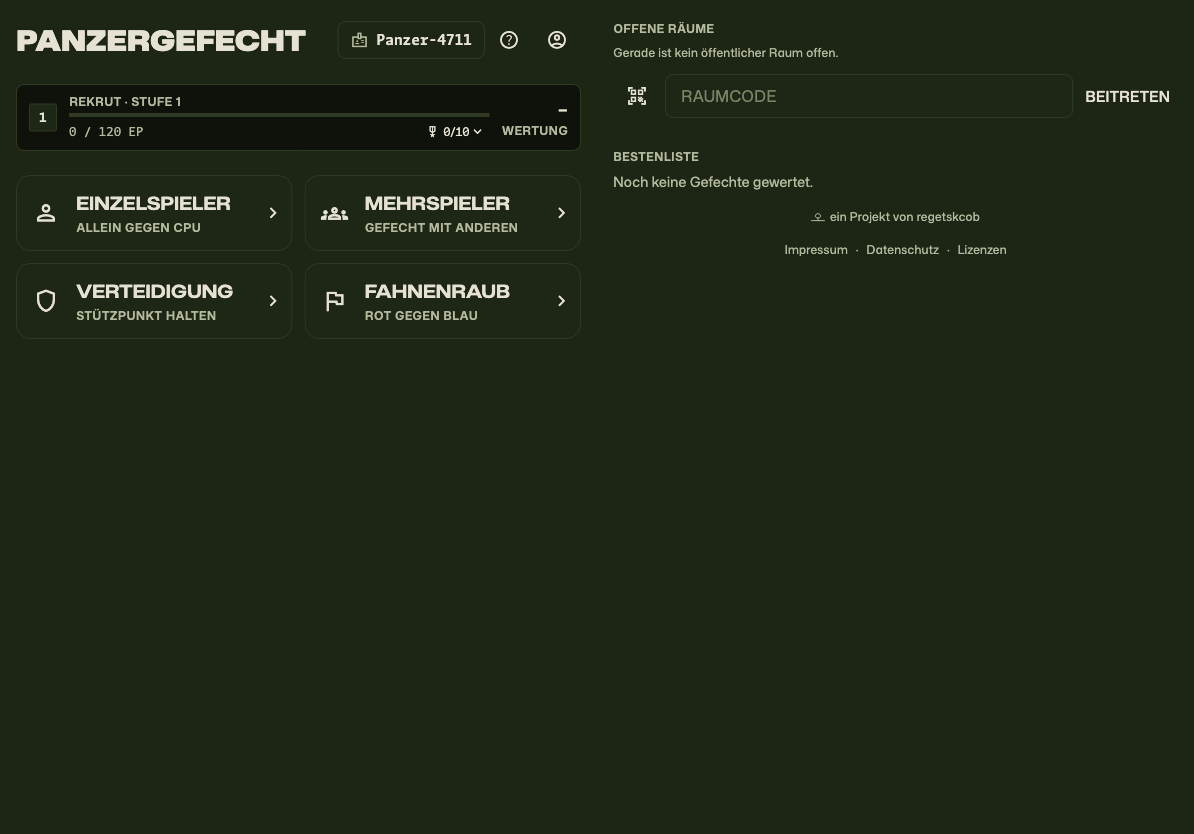 PANZERGEFECHT
Panzer-4711
1
REKRUT · STUFE 1
0 / 120 EP
0/10
–
WERTUNG
EINZELSPIELER
ALLEIN GEGEN CPU
MEHRSPIELER
GEFECHT MIT ANDEREN
VERTEIDIGUNG
STÜTZPUNKT HALTEN
FAHNENRAUB
ROT GEGEN BLAU
OFFENE RÄUME
Gerade ist kein öffentlicher Raum offen.
RAUMCODE
BEITRETEN
BESTENLISTE
Noch keine Gefechte gewertet.
ein Projekt von regetskcob
Impressum · Datenschutz · Lizenzen